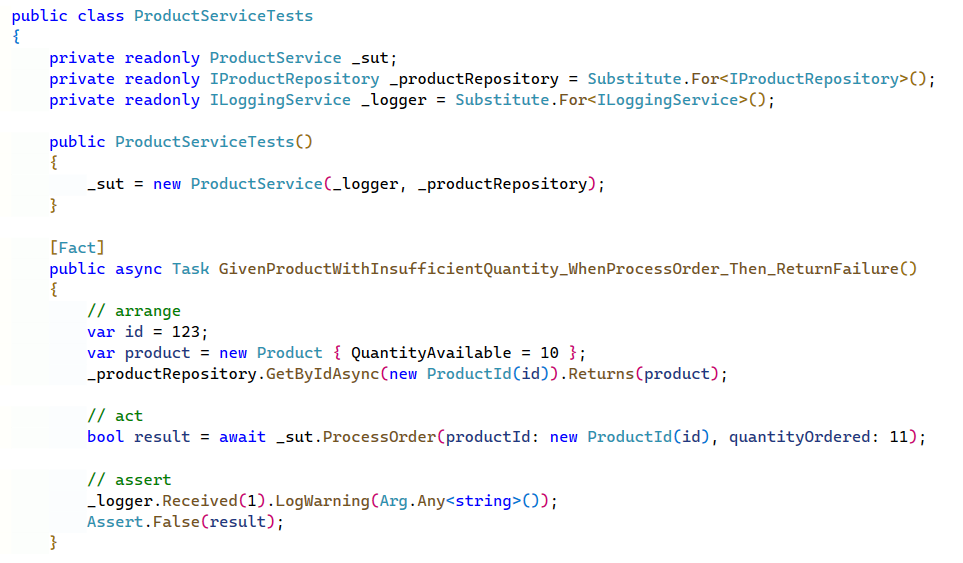 public class ProductServiceTests
{
    private readonly ProductService _sut;
    private readonly IProductRepository _productRepository = Substitute.For<IProductRepository>();
    private readonly ILoggingService _logger = Substitute.For<ILoggingService>();

    public ProductServiceTests()
    {
        _sut = new ProductService(_logger, _productRepository);
    }

    [Fact]
    public async Task GivenProductWithInsufficientQuantity_WhenProcessOrder_Then_ReturnFailure()
    {
        // arrange
        var id = 123;
        var product = new Product { QuantityAvailable = 10 };
        _productRepository.GetByIdAsync(new ProductId(id)).Returns(product);

        // act
        bool result = await _sut.ProcessOrder(productId: new ProductId(id), quantityOrdered: 11);

        // assert
        _logger.Received(1).LogWarning(Arg.Any<string>());
        Assert.False(result);
    }